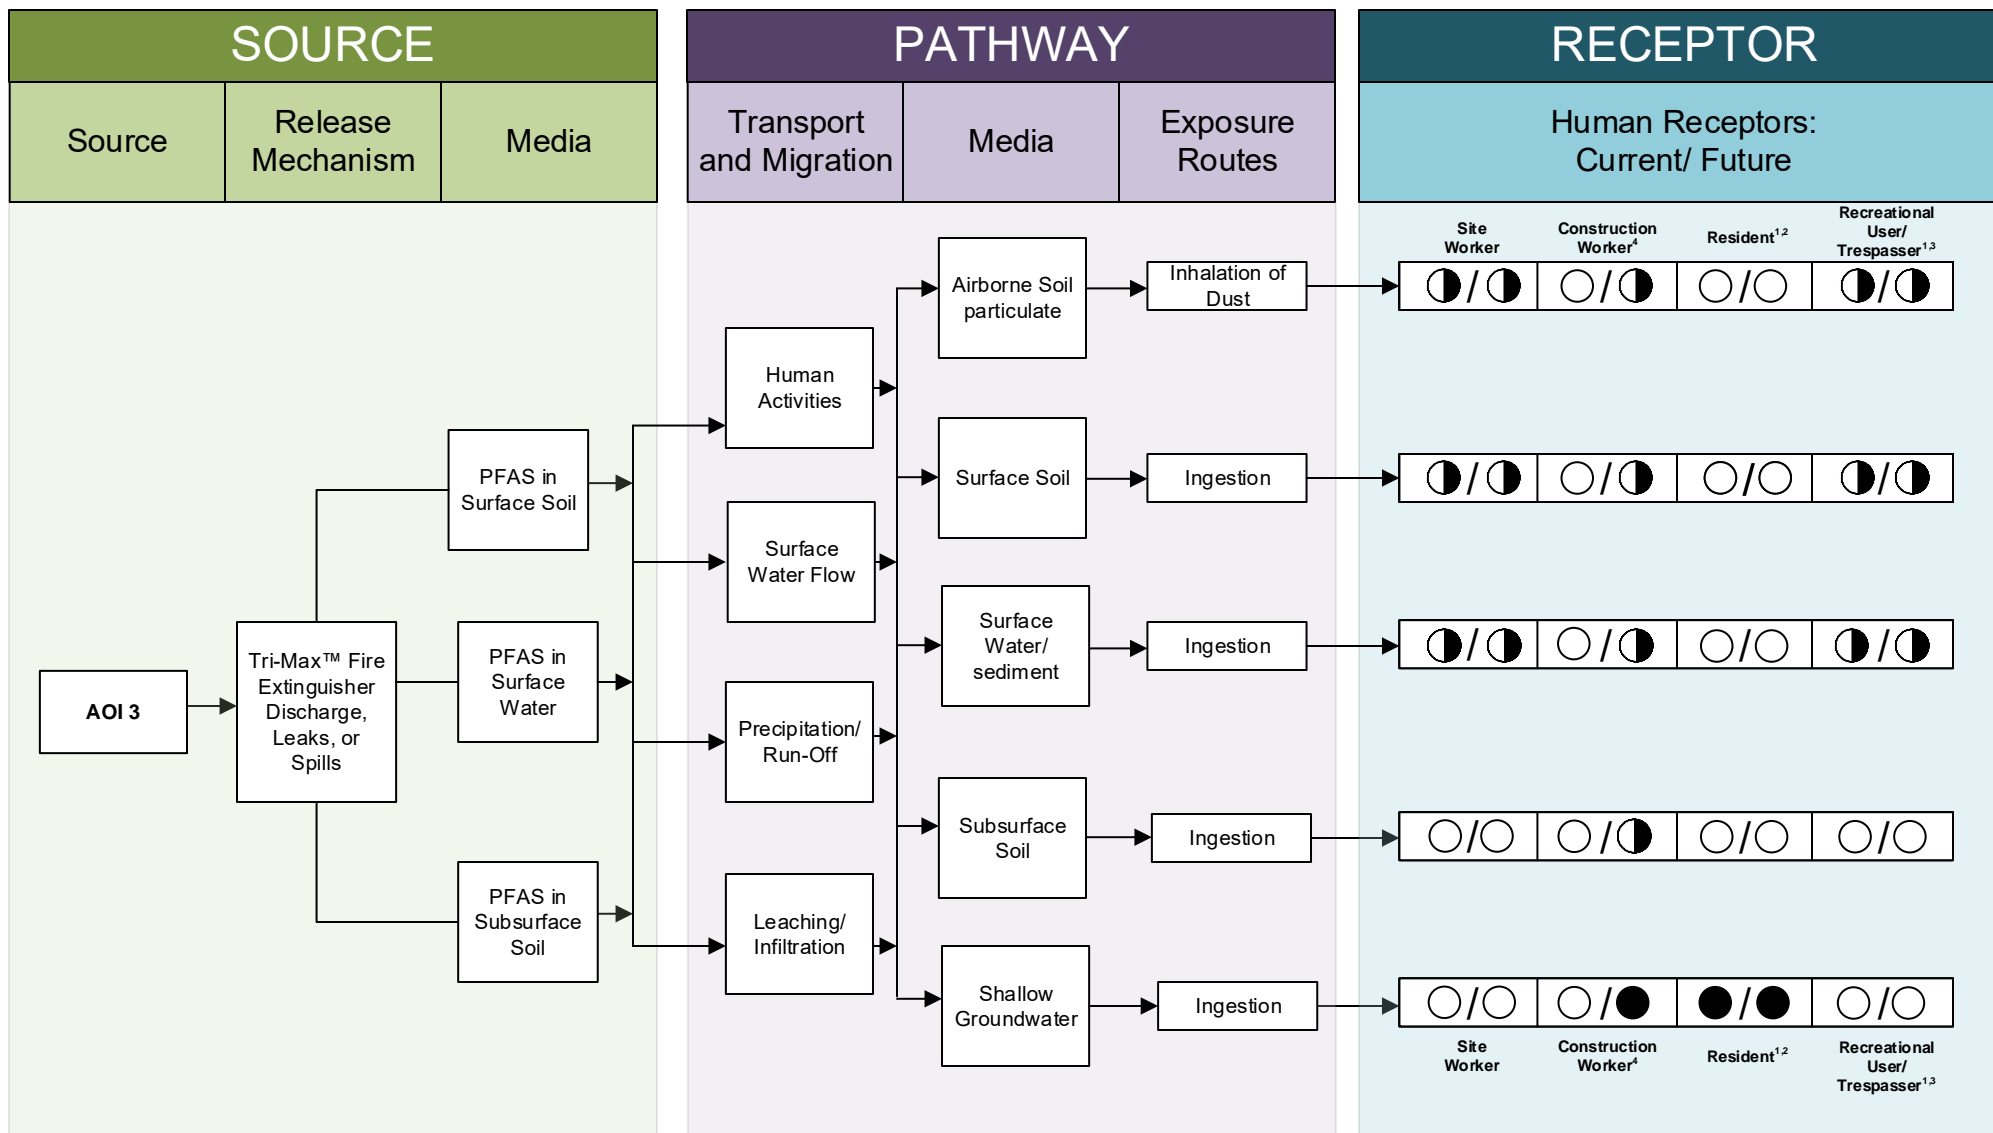 SOURCE
PATHWAY
RECEPTOR
Source
Release
Mechanism
Media
Transport
and Migration
Media
Exposure
Routes
Human Receptors:
Current/ Future
Site
Worker
Construction
Worker⁴
Resident¹,²
Recreational
User/
Trespasser¹,³
AOI 3
Tri-Max™ Fire
Extinguisher
Discharge,
Leaks, or
Spills
PFAS in
Surface Soil
PFAS in
Surface
Water
PFAS in
Subsurface
Soil
Human
Activities
Surface
Water Flow
Precipitation/
Run-Off
Leaching/
Infiltration
Airborne Soil
particulate
Inhalation of
Dust
/ / / /
Surface Soil
Ingestion
/ / / /
Surface
Water/
sediment
Ingestion
/ / / /
Subsurface
Soil
Ingestion
/ / / /
Shallow
Groundwater
Ingestion
/ / / /
Site
Worker
Construction
Worker⁴
Resident¹,²
Recreational
User/
Trespasser¹,³